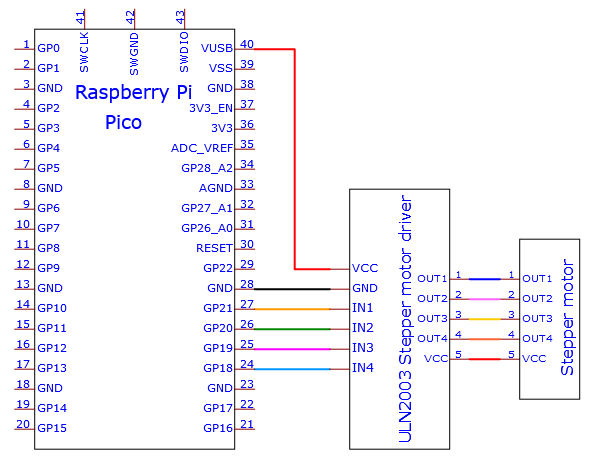 41 42 43
SWCLK SWGND SWDIO
Raspberry Pi
Pico
1 GP0
2 GP1
3 GND
4 GP2
5 GP3
6 GP4
7 GP5
8 GND
9 GP6
10 GP7
11 GP8
12 GP9
13 GND
14 GP10
15 GP11
16 GP12
17 GP13
18 GND
19 GP14
20 GP15
VUSB 40
VSS 39
GND 38
3V3_EN 37
3V3 36
ADC_VREF 35
GP28_A2 34
AGND 33
GP27_A1 32
GP26_A0 31
RESET 30
GP22 29
GND 28
GP21 27
GP20 26
GP19 25
GP18 24
GND 23
GP17 22
GP16 21
ULN2003 Stepper motor driver
VCC
GND
IN1
IN2
IN3
IN4
OUT1 1
OUT2 2
OUT3 3
OUT4 4
VCC 5
1 OUT1
2 OUT2
3 OUT3
4 OUT4
5 VCC
Stepper motor